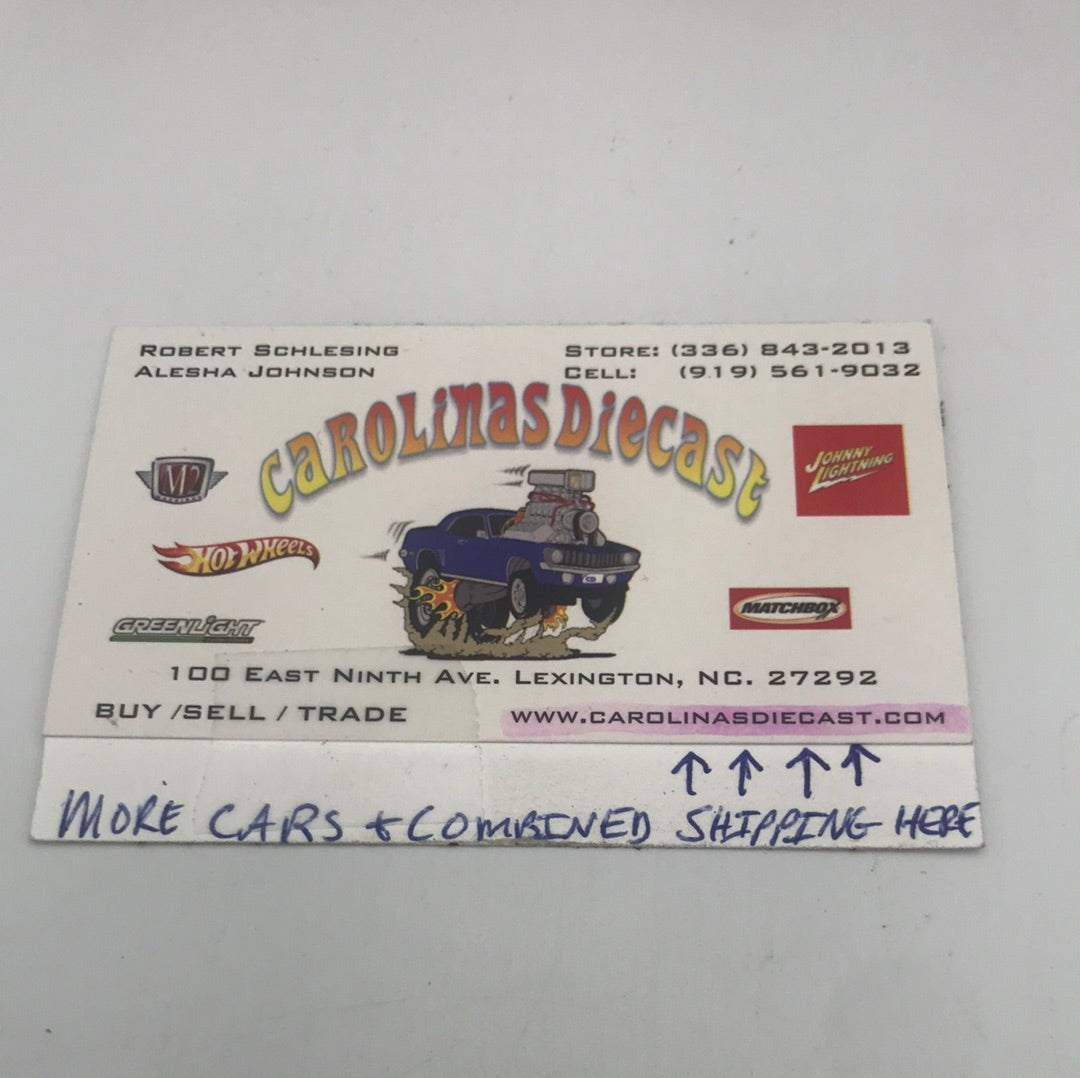 ROBERT SCHLESING
ALESHA JOHNSON
STORE: (336) 843-2013
CELL: (919) 561-9032
CAROLINAS DIECAST
M2
JOHNNY
LIGHTNING
HOT WHEELS
MATCHBOX
GREENLIGHT
100 EAST NINTH AVE. LEXINGTON, NC. 27292
BUY /SELL / TRADE
WWW.CAROLINASDIECAST.COM
MORE CARS + COMBINED SHIPPING HERE